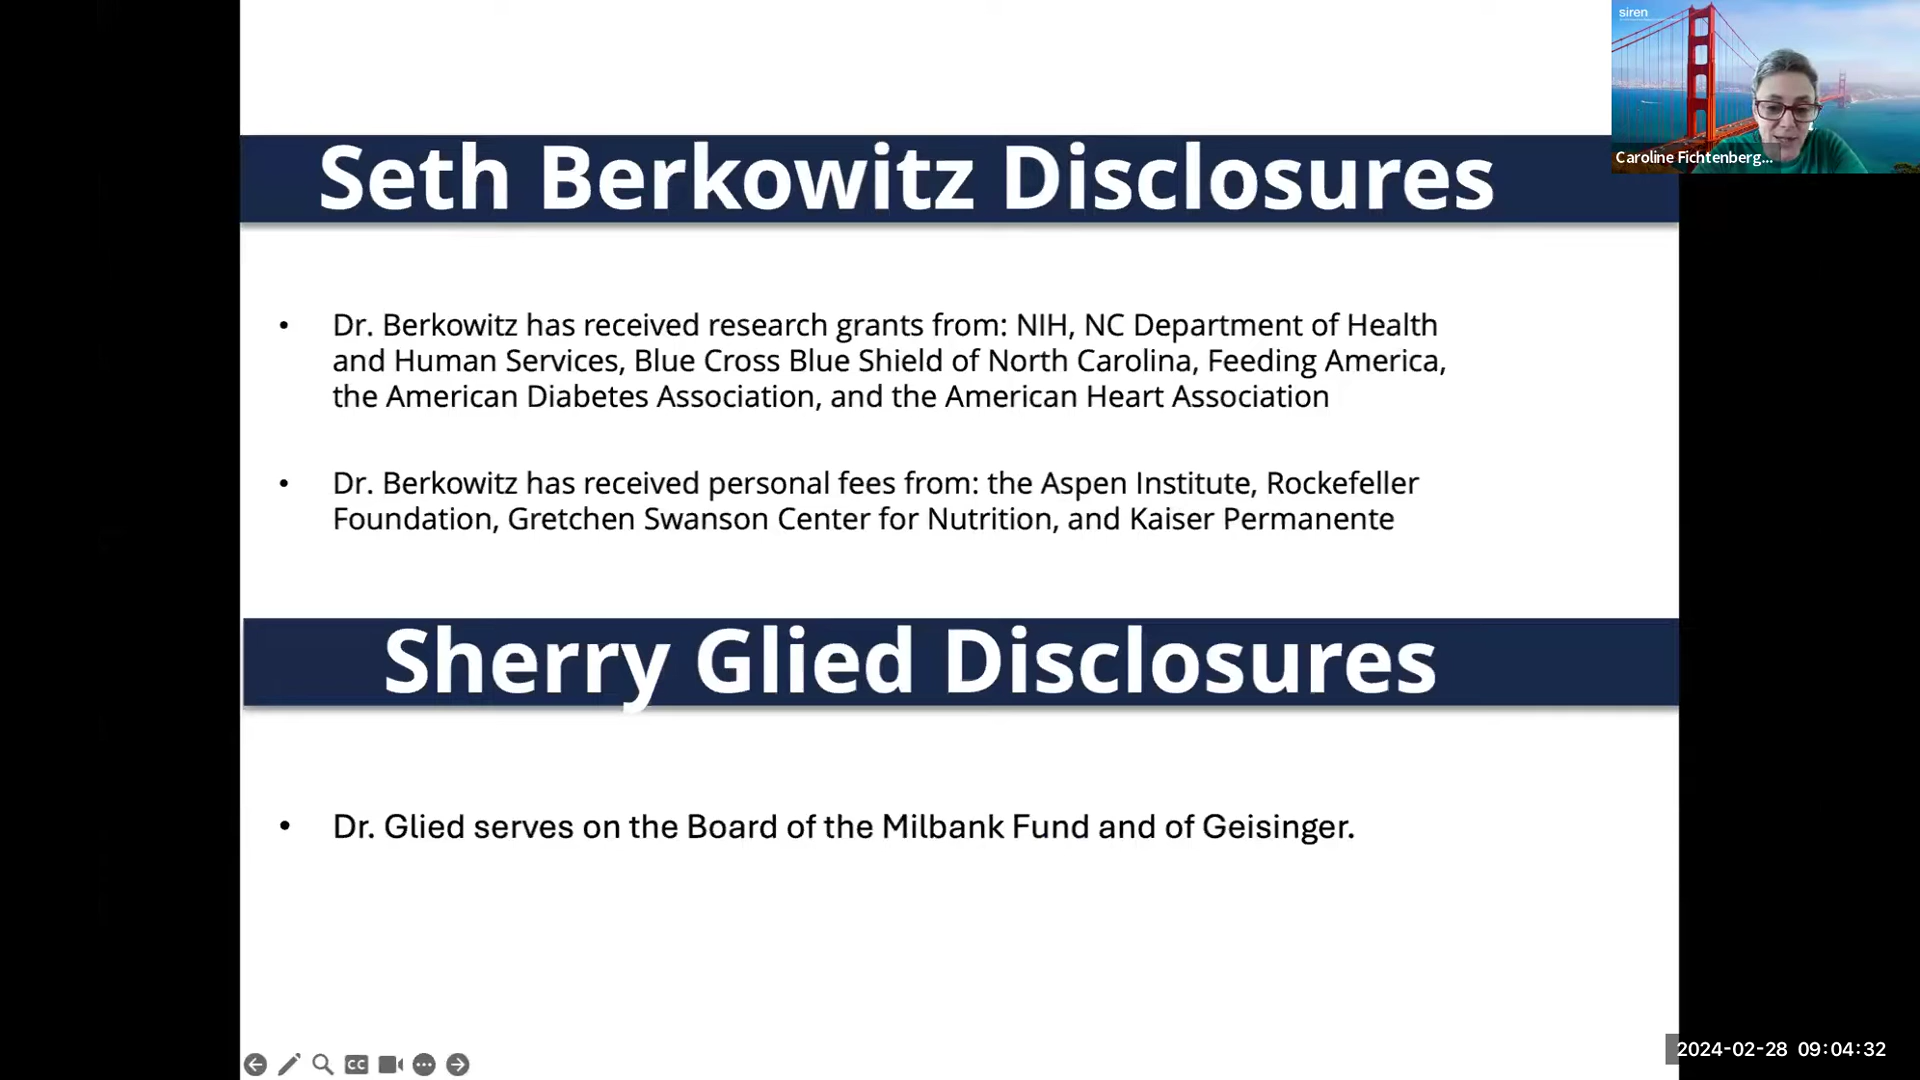 siren
Caroline Fichtenberg...
Seth Berkowitz Disclosures
• Dr. Berkowitz has received research grants from: NIH, NC Department of Health
and Human Services, Blue Cross Blue Shield of North Carolina, Feeding America,
the American Diabetes Association, and the American Heart Association
• Dr. Berkowitz has received personal fees from: the Aspen Institute, Rockefeller
Foundation, Gretchen Swanson Center for Nutrition, and Kaiser Permanente
Sherry Glied Disclosures
• Dr. Glied serves on the Board of the Milbank Fund and of Geisinger.
CC
2024-02-28 09:04:32